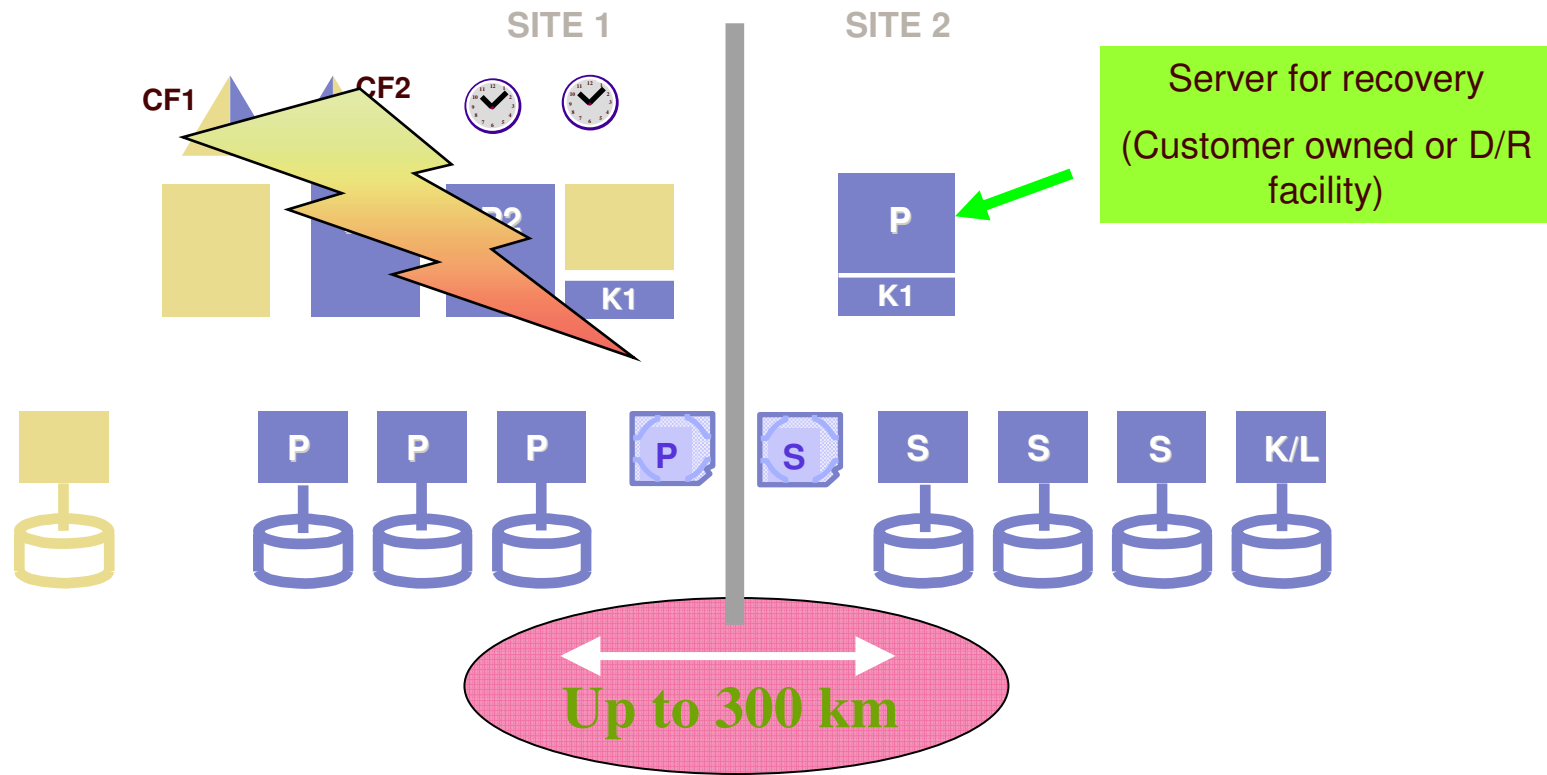 SITE 1
SITE 2
CF1
CF2
Server for recovery
(Customer owned or D/R
facility)
K1
P
K1
P
P
P
P
S
S
S
S
K/L
Up to 300 km